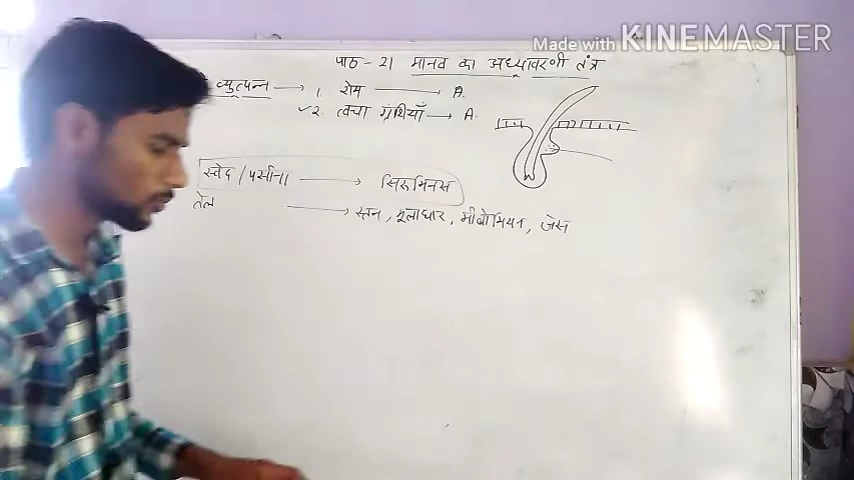 Made with KINEMASTER
पाठ - 21 मानव का अध्यावरणी तंत्र
व्युत्पन्न → 1. रोम → A.
✓2. त्वचा ग्रंथियाँ → A.
स्वेद / पसीना → सिरुमिनस
तेल → स्तन, मूलाधार, मीबोमियन, जेस